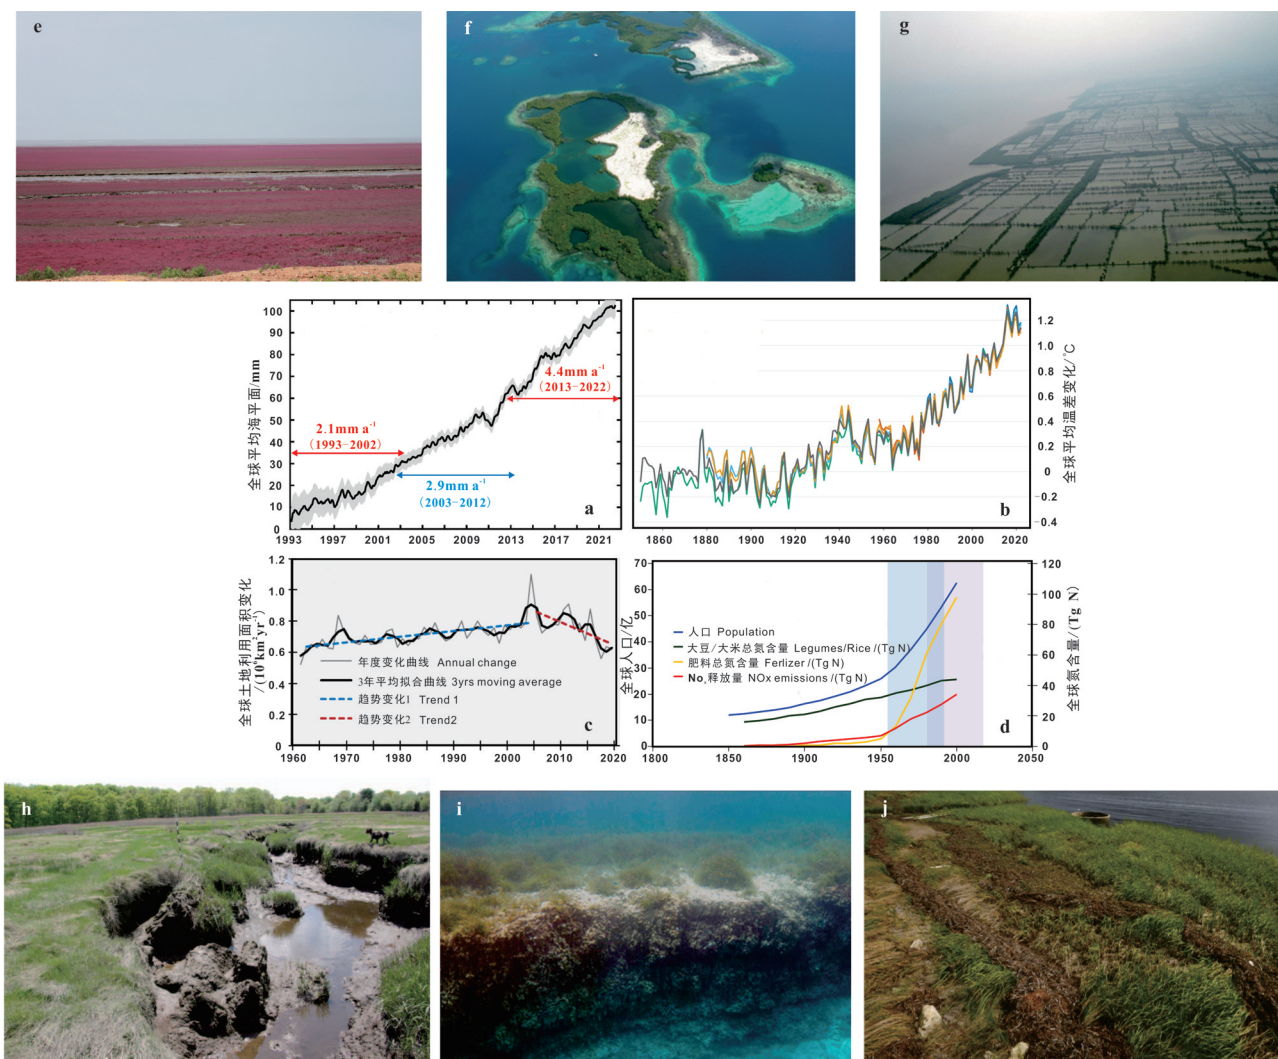 e
f
g
全球平均海平面/mm
100
90
80
70
60
50
40
30
20
10
0
4.4mm a⁻¹
(2013-2022)
2.1mm a⁻¹
(1993-2002)
2.9mm a⁻¹
(2003-2012)
a
1993 1997 2001 2005 2009 2013 2017 2021
1.2
1.0
0.8
0.6
0.4
0.2
0
-0.2
-0.4
全球平均温差变化/°C
b
1860 1880 1900 1920 1940 1960 1980 2000 2020
全球土地利用面积变化
/(10⁶km² yr⁻¹)
1.2
1.0
0.8
0.6
0.4
0.2
0
年度变化曲线 Annual change
3年平均拟合曲线 3yrs moving average
趋势变化1 Trend 1
趋势变化2 Trend2
c
1960 1970 1980 1990 2000 2010 2020
全球人口/亿
70
60
50
40
30
20
10
0
人口 Population
大豆/大米总氮含量 Legumes/Rice /(Tg N)
肥料总氮含量 Ferlizer /(Tg N)
Noₓ释放量 NOx emissions /(Tg N)
d
120
100
80
60
40
20
0
全球氮含量/(Tg N)
1800 1850 1900 1950 2000 2050
h
i
j